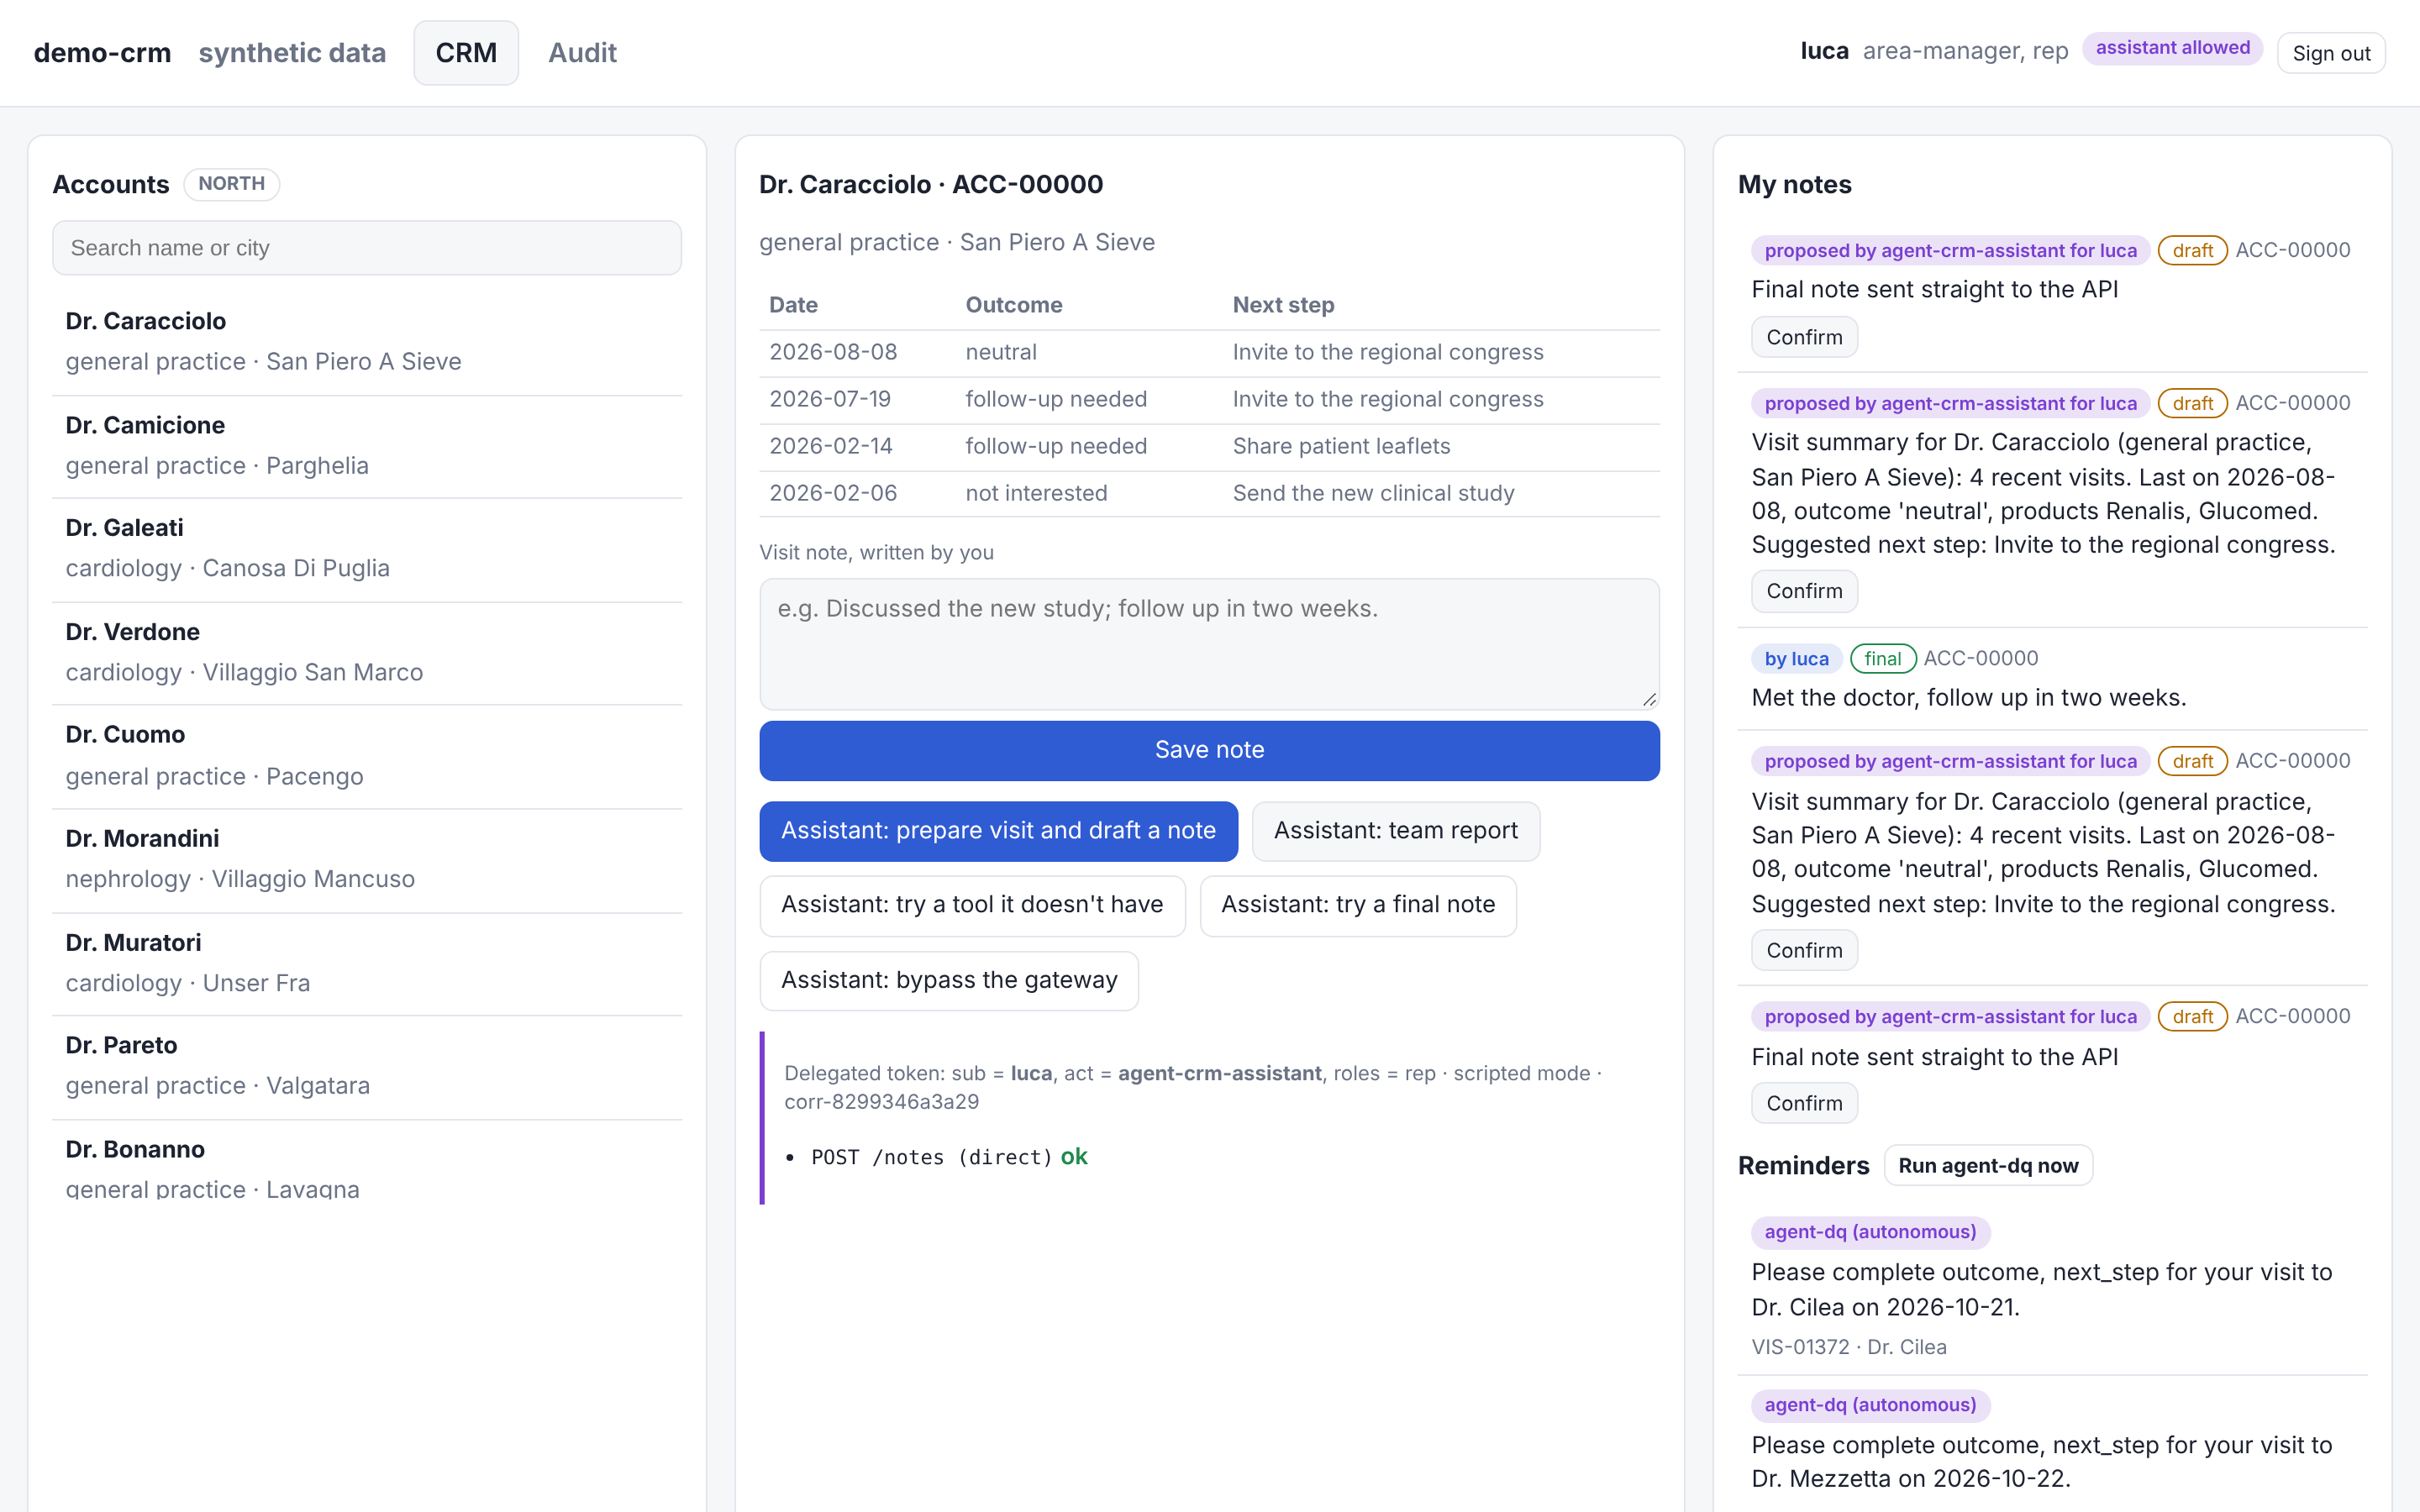 demo-crm synthetic data CRM Audit
luca area-manager, rep assistant allowed Sign out
Accounts NORTH
Search name or city
Dr. Caracciolo
general practice · San Piero A Sieve
Dr. Camicione
general practice · Parghelia
Dr. Galeati
cardiology · Canosa Di Puglia
Dr. Verdone
cardiology · Villaggio San Marco
Dr. Cuomo
general practice · Pacengo
Dr. Morandini
nephrology · Villaggio Mancuso
Dr. Muratori
cardiology · Unser Fra
Dr. Pareto
general practice · Valgatara
Dr. Bonanno
general practice · Lavagna
Dr. Caracciolo · ACC-00000
general practice · San Piero A Sieve
Date Outcome Next step
2026-08-08 neutral Invite to the regional congress
2026-07-19 follow-up needed Invite to the regional congress
2026-02-14 follow-up needed Share patient leaflets
2026-02-06 not interested Send the new clinical study
Visit note, written by you
e.g. Discussed the new study; follow up in two weeks.
Save note
Assistant: prepare visit and draft a note Assistant: team report
Assistant: try a tool it doesn't have Assistant: try a final note
Assistant: bypass the gateway
Delegated token: sub = luca, act = agent-crm-assistant, roles = rep · scripted mode ·
corr-8299346a3a29
• POST /notes (direct) ok
My notes
proposed by agent-crm-assistant for luca draft ACC-00000
Final note sent straight to the API
Confirm
proposed by agent-crm-assistant for luca draft ACC-00000
Visit summary for Dr. Caracciolo (general practice,
San Piero A Sieve): 4 recent visits. Last on 2026-08-
08, outcome 'neutral', products Renalis, Glucomed.
Suggested next step: Invite to the regional congress.
Confirm
by luca final ACC-00000
Met the doctor, follow up in two weeks.
proposed by agent-crm-assistant for luca draft ACC-00000
Visit summary for Dr. Caracciolo (general practice,
San Piero A Sieve): 4 recent visits. Last on 2026-08-
08, outcome 'neutral', products Renalis, Glucomed.
Suggested next step: Invite to the regional congress.
Confirm
proposed by agent-crm-assistant for luca draft ACC-00000
Final note sent straight to the API
Confirm
Reminders Run agent-dq now
agent-dq (autonomous)
Please complete outcome, next_step for your visit to
Dr. Cilea on 2026-10-21.
VIS-01372 · Dr. Cilea
agent-dq (autonomous)
Please complete outcome, next_step for your visit to
Dr. Mezzetta on 2026-10-22.